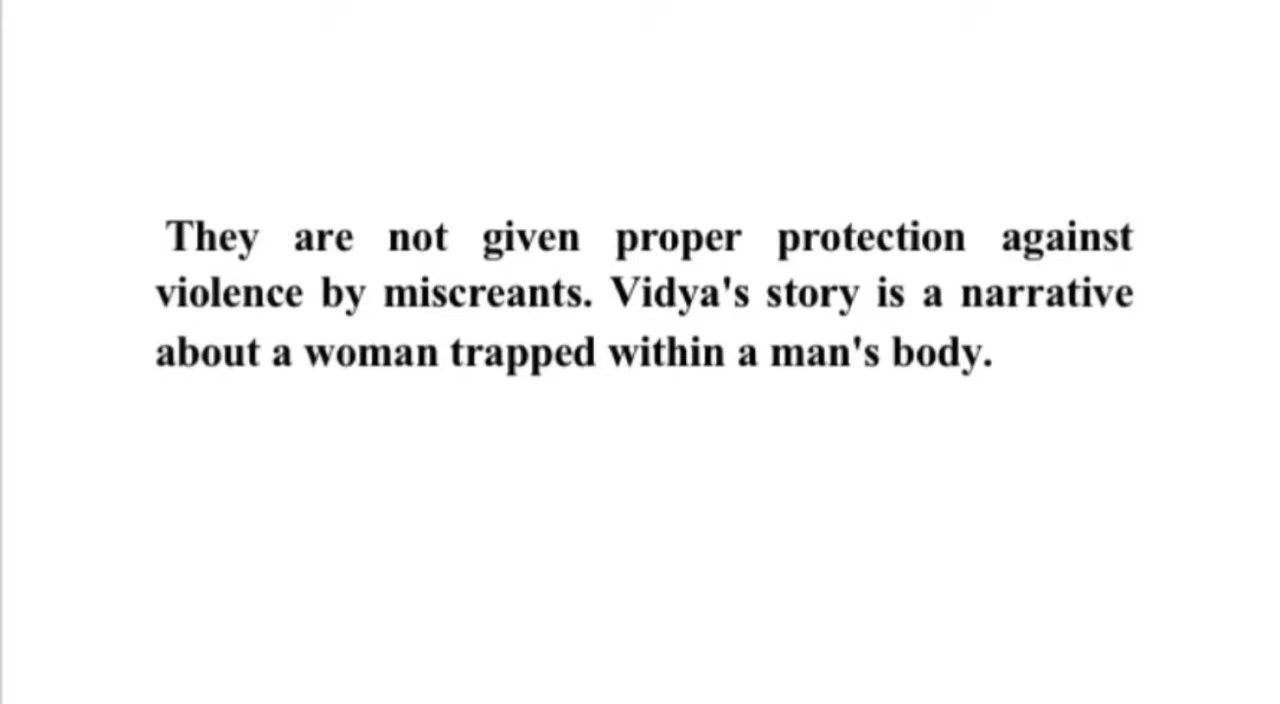 They are not given proper protection against
violence by miscreants. Vidya's story is a narrative
about a woman trapped within a man's body.